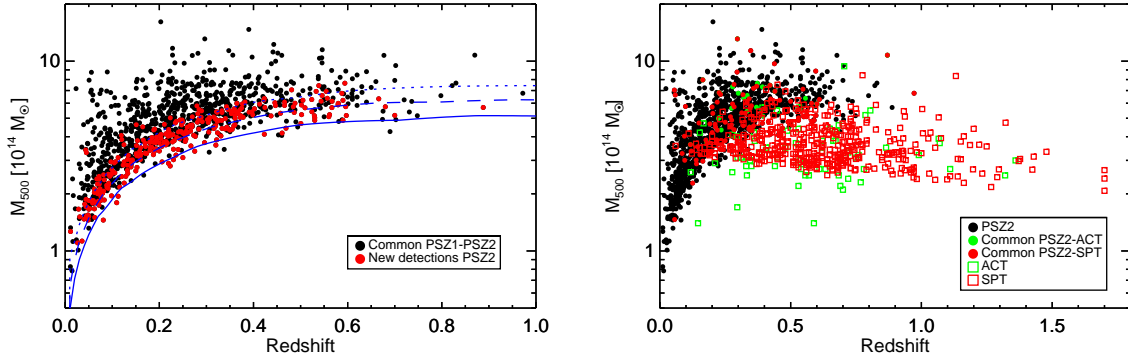 10
1
M500 [10^14 M⊙]
0.0 0.2 0.4 0.6 0.8 1.0
Redshift
Common PSZ1-PSZ2
New detections PSZ2
10
1
M500 [10^14 M⊙]
0.0 0.5 1.0 1.5
Redshift
PSZ2
Common PSZ2-ACT
Common PSZ2-SPT
ACT
SPT